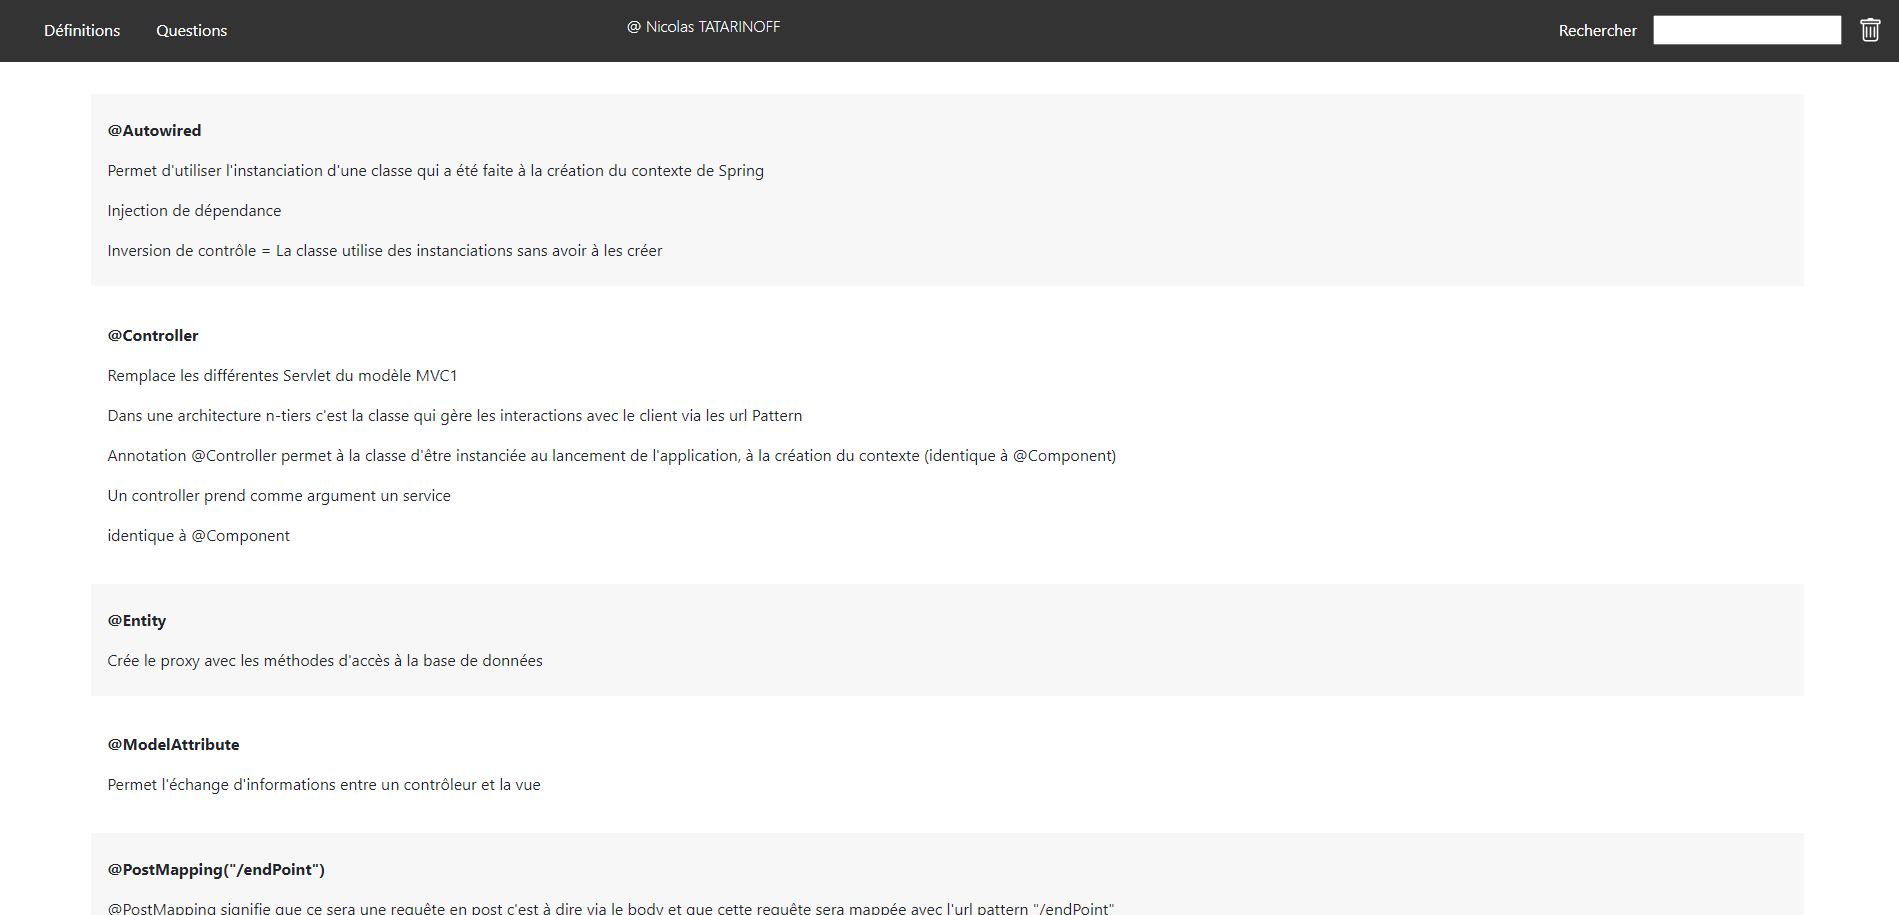 Définitions
Questions
@ Nicolas TATARINOFF
Rechercher
@Autowired
Permet d'utiliser l'instanciation d'une classe qui a été faite à la création du contexte de Spring
Injection de dépendance
Inversion de contrôle = La classe utilise des instanciations sans avoir à les créer
@Controller
Remplace les différentes Servlet du modèle MVC1
Dans une architecture n-tiers c'est la classe qui gère les interactions avec le client via les url Pattern
Annotation @Controller permet à la classe d'être instanciée au lancement de l'application, à la création du contexte (identique à @Component)
Un controller prend comme argument un service
identique à @Component
@Entity
Crée le proxy avec les méthodes d'accès à la base de données
@ModelAttribute
Permet l'échange d'informations entre un contrôleur et la vue
@PostMapping("/endPoint")
@PostMapping signifie que ce sera une requête en post c'est à dire via le body et que cette requête sera mappée avec l'url pattern "/endPoint"